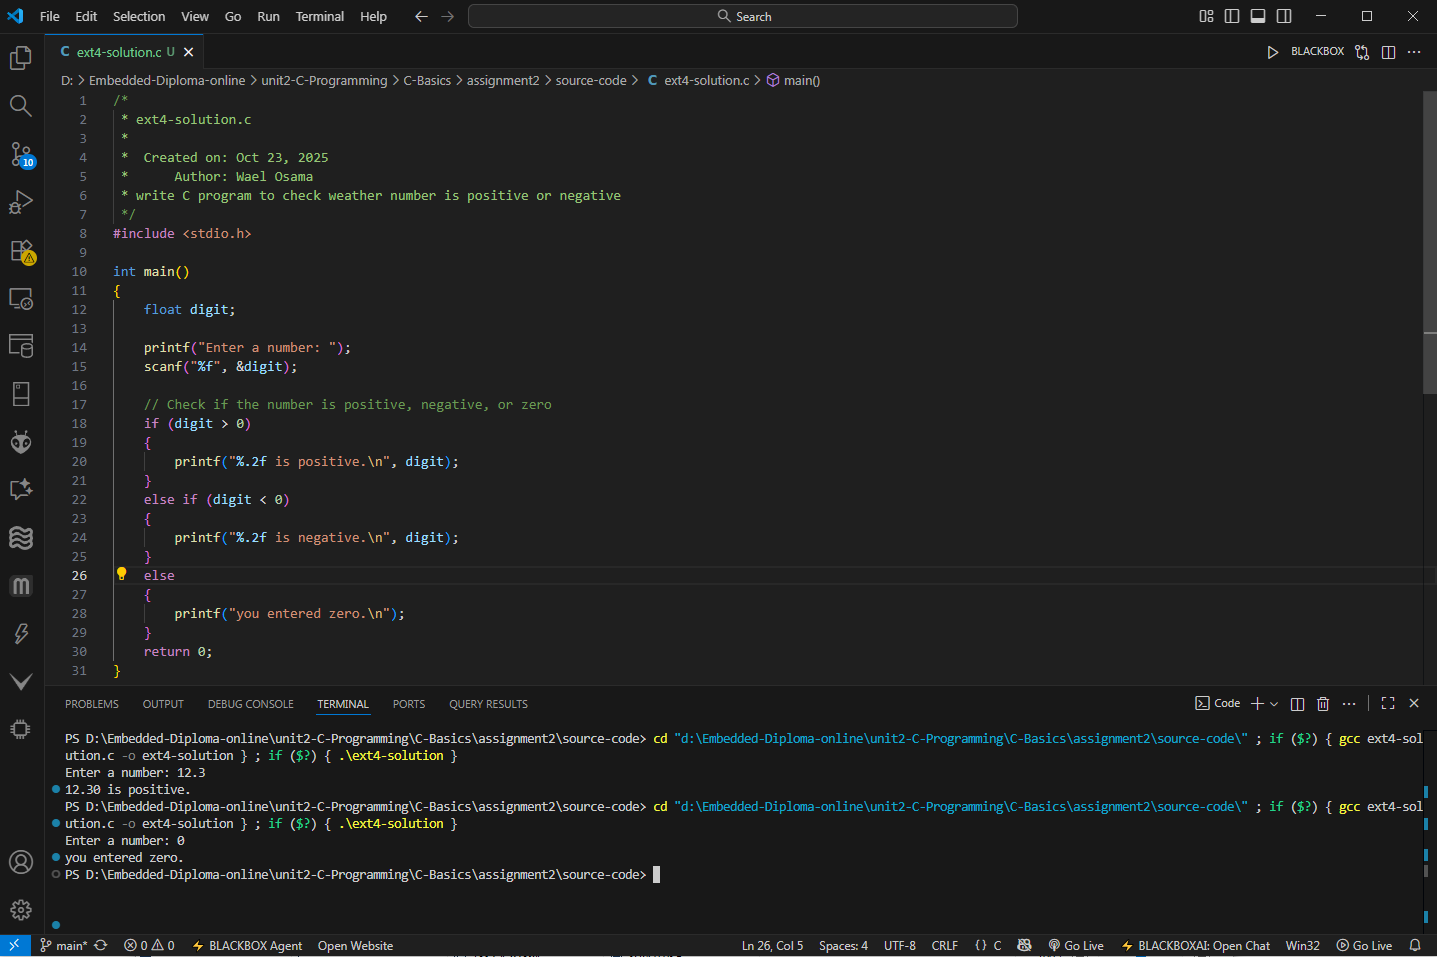 File Edit Selection View Go Run Terminal Help Search
ext4-solution.c U
BLACKBOX
D: > Embedded-Diploma-online > unit2-C-Programming > C-Basics > assignment2 > source-code > C ext4-solution.c > main()
1 /*
2 * ext4-solution.c
3 *
4 *  Created on: Oct 23, 2025
5 *      Author: Wael Osama
6 * write C program to check weather number is positive or negative
7 */
8 #include <stdio.h>
9
10 int main()
11 {
12     float digit;
13
14     printf("Enter a number: ");
15     scanf("%f", &digit);
16
17     // Check if the number is positive, negative, or zero
18     if (digit > 0)
19     {
20         printf("%.2f is positive.\n", digit);
21     }
22     else if (digit < 0)
23     {
24         printf("%.2f is negative.\n", digit);
25     }
26     else
27     {
28         printf("you entered zero.\n");
29     }
30     return 0;
31 }
10
PROBLEMS OUTPUT DEBUG CONSOLE TERMINAL PORTS QUERY RESULTS Code
PS D:\Embedded-Diploma-online\unit2-C-Programming\C-Basics\assignment2\source-code> cd "d:\Embedded-Diploma-online\unit2-C-Programming\C-Basics\assignment2\source-code\" ; if ($?) { gcc ext4-sol
ution.c -o ext4-solution } ; if ($?) { .\ext4-solution }
Enter a number: 12.3
12.30 is positive.
PS D:\Embedded-Diploma-online\unit2-C-Programming\C-Basics\assignment2\source-code> cd "d:\Embedded-Diploma-online\unit2-C-Programming\C-Basics\assignment2\source-code\" ; if ($?) { gcc ext4-sol
ution.c -o ext4-solution } ; if ($?) { .\ext4-solution }
Enter a number: 0
you entered zero.
PS D:\Embedded-Diploma-online\unit2-C-Programming\C-Basics\assignment2\source-code>
main* 0 0 BLACKBOX Agent Open Website Ln 26, Col 5 Spaces: 4 UTF-8 CRLF {} C Go Live BLACKBOXAI: Open Chat Win32 Go Live